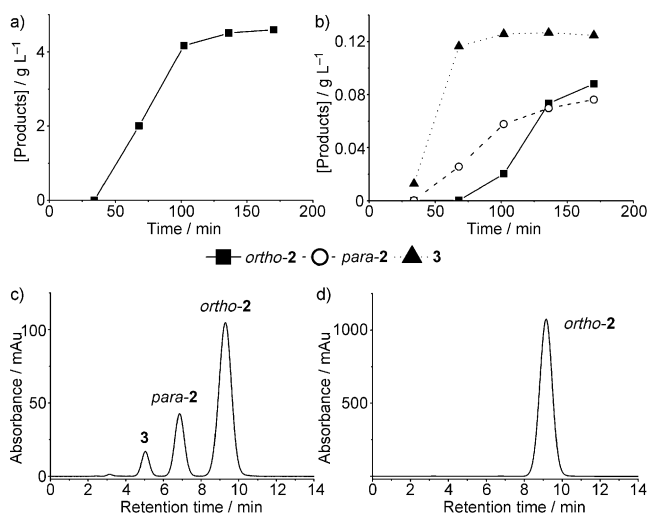 a)
[Products] / g L⁻¹
4
2
0
0 50 100 150 200
Time / min
b)
[Products] / g L⁻¹
0.12
0.08
0.04
0
0 50 100 150 200
Time / min
ortho-2 para-2 3
c)
Absorbance / mAu
100
50
0
3
para-2
ortho-2
0 2 4 6 8 10 12 14
Retention time / min
d)
Absorbance / mAu
1000
500
0
ortho-2
0 2 4 6 8 10 12 14
Retention time / min